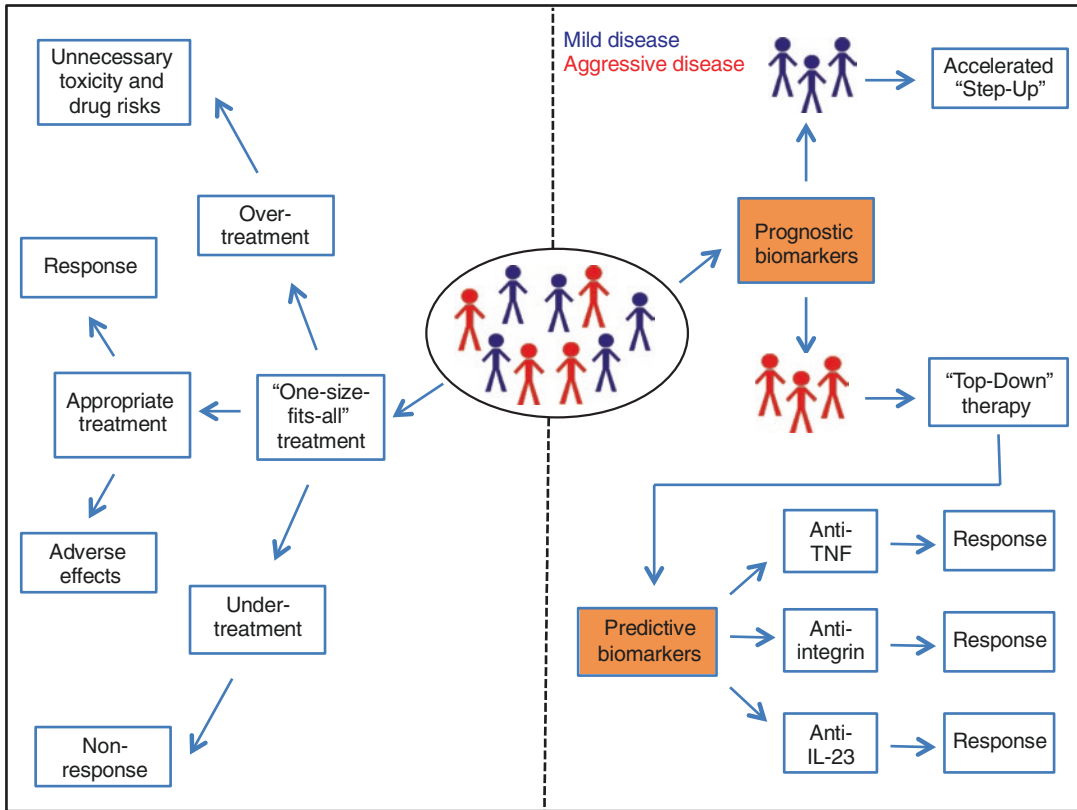 Unnecessary
toxicity and
drug risks
Over-
treatment
Response
Appropriate
treatment
“One-size-
fits-all”
treatment
Adverse
effects
Under-
treatment
Non-
response
Mild disease
Aggressive disease
Accelerated
“Step-Up”
Prognostic
biomarkers
“Top-Down”
therapy
Predictive
biomarkers
Anti-
TNF
Response
Anti-
integrin
Response
Anti-
IL-23
Response